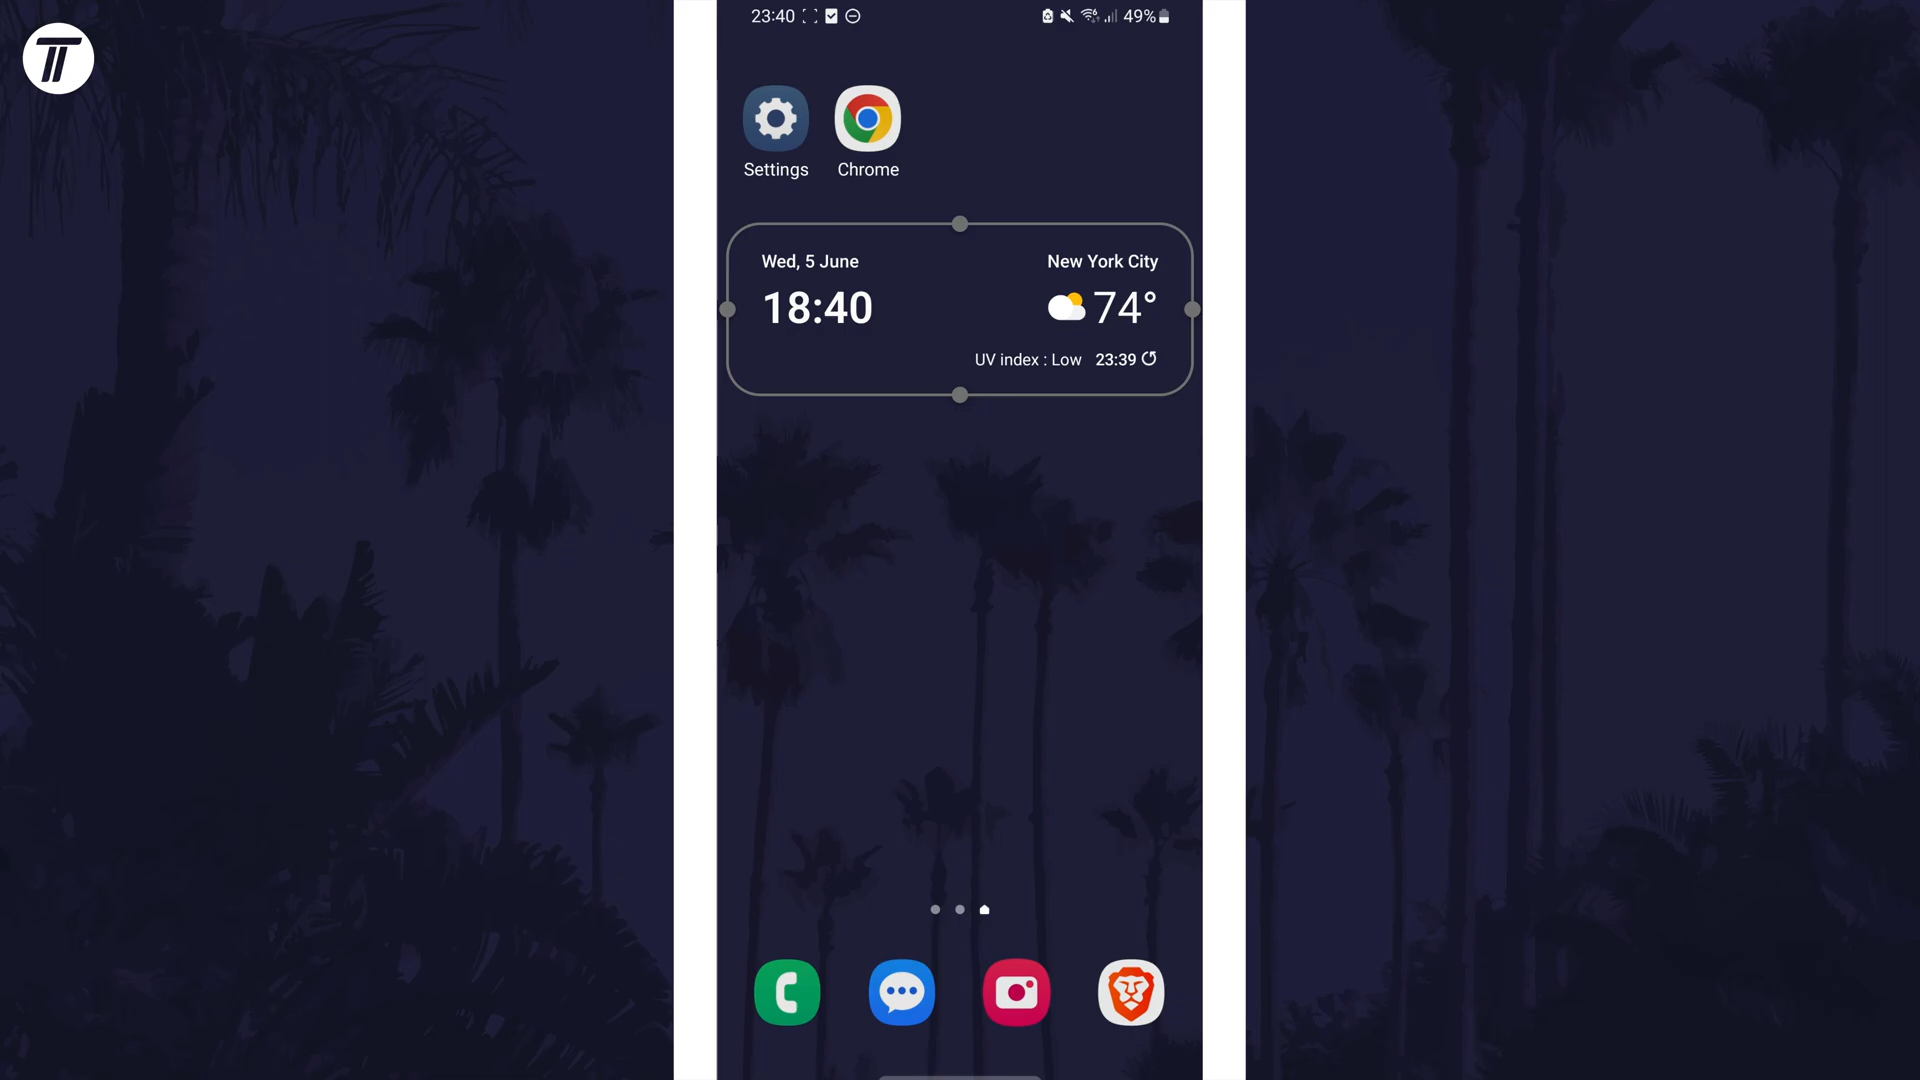 23:40
49%
Settings Chrome
Wed, 5 June New York City
18:40 74°
UV index : Low 23:39